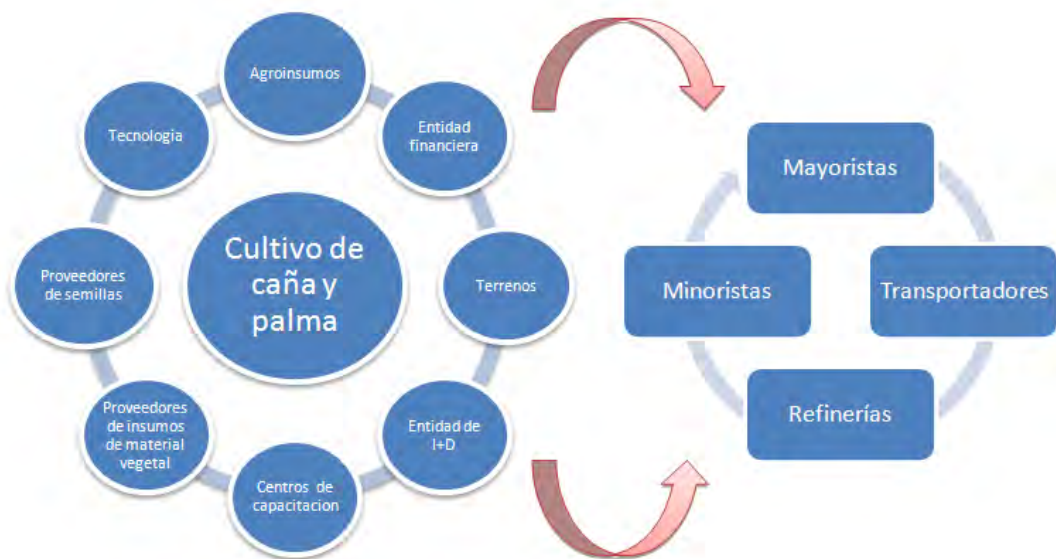 Agroinsumos
Entidad
financiera
Terrenos
Entidad de
I+D
Centros de
capacitacion
Proveedores
de insumos
de material
vegetal
Proveedores
de semillas
Tecnologia
Cultivo de
caña y
palma
Mayoristas
Transportadores
Refinerías
Minoristas